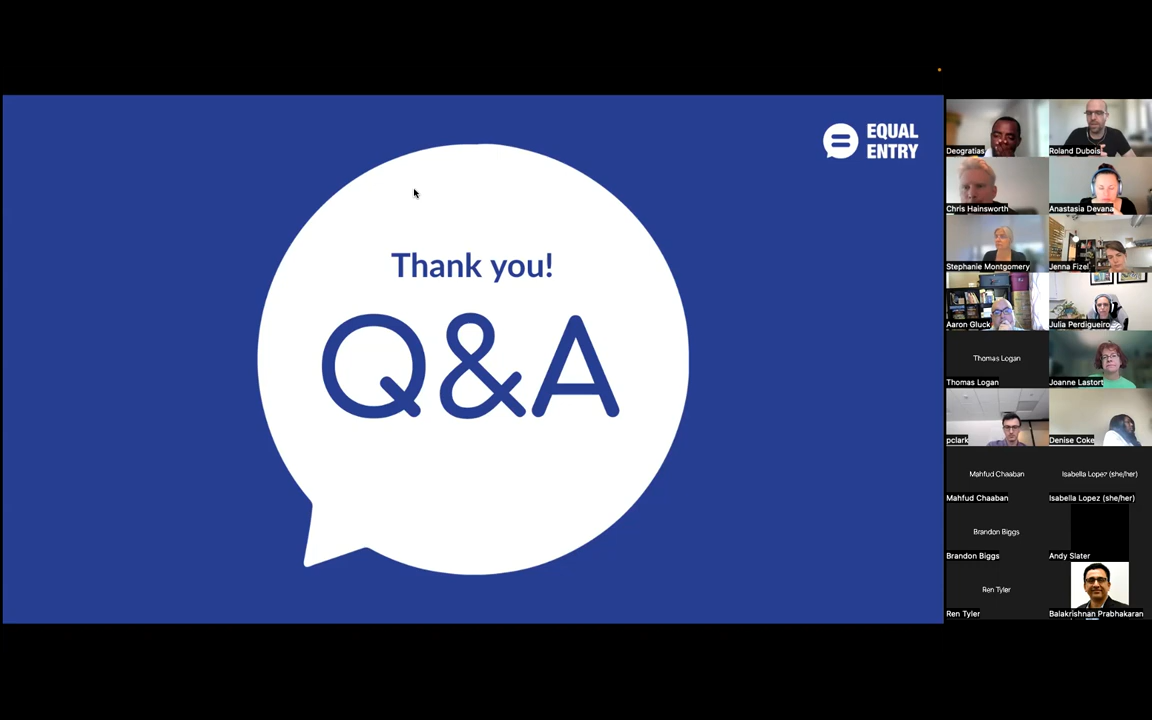 EQUAL
ENTRY
Thank you!
Q&A
Deogratias
Roland Dubois
Chris Hainsworth
Anastasia Devana
Stephanie Montgomery
Jenna Fizel
Aaron Gluck
Julia Perdigueiro
Thomas Logan
Thomas Logan
Joanne Lastort
pclark
Denise Coke
Mahfud Chaaban
Isabella Lopez (she/her)
Mahfud Chaaban
Isabella Lopez (she/her)
Brandon Biggs
Brandon Biggs
Andy Slater
Ren Tyler
Ren Tyler
Balakrishnan Prabhakaran